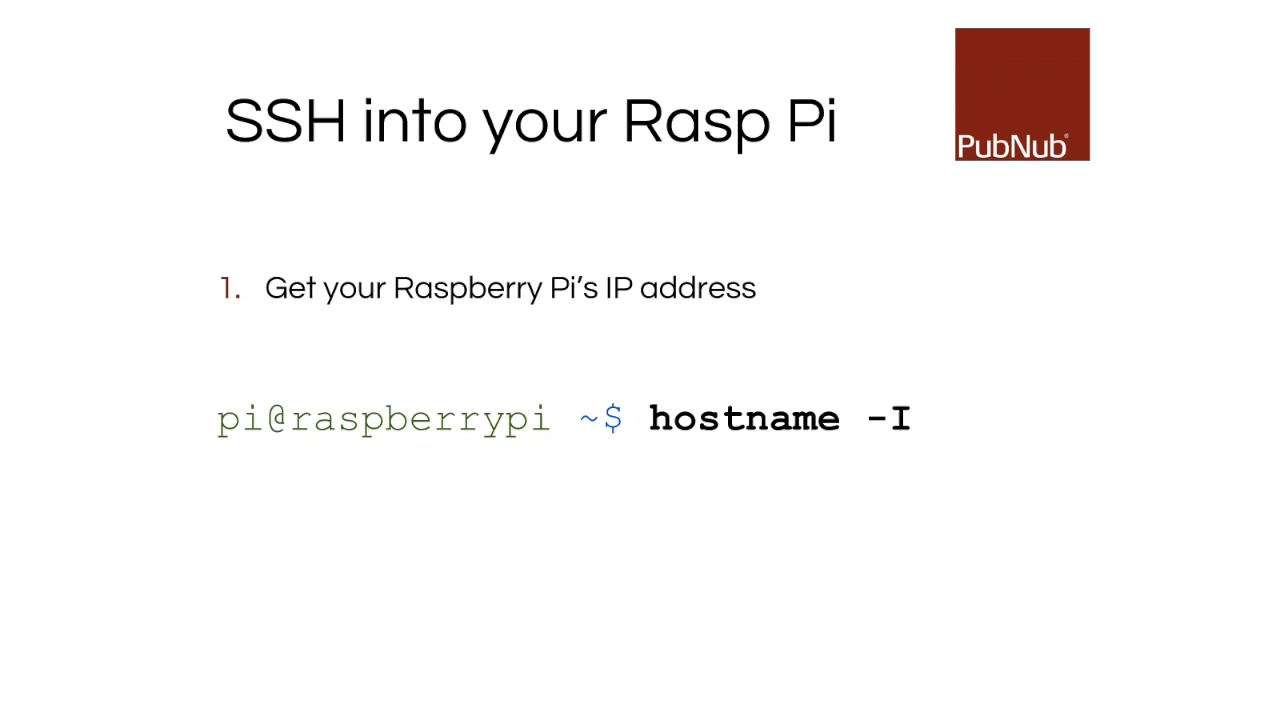 SSH into your Rasp Pi
PubNub®
1. Get your Raspberry Pi’s IP address
pi@raspberrypi ~$ hostname -I